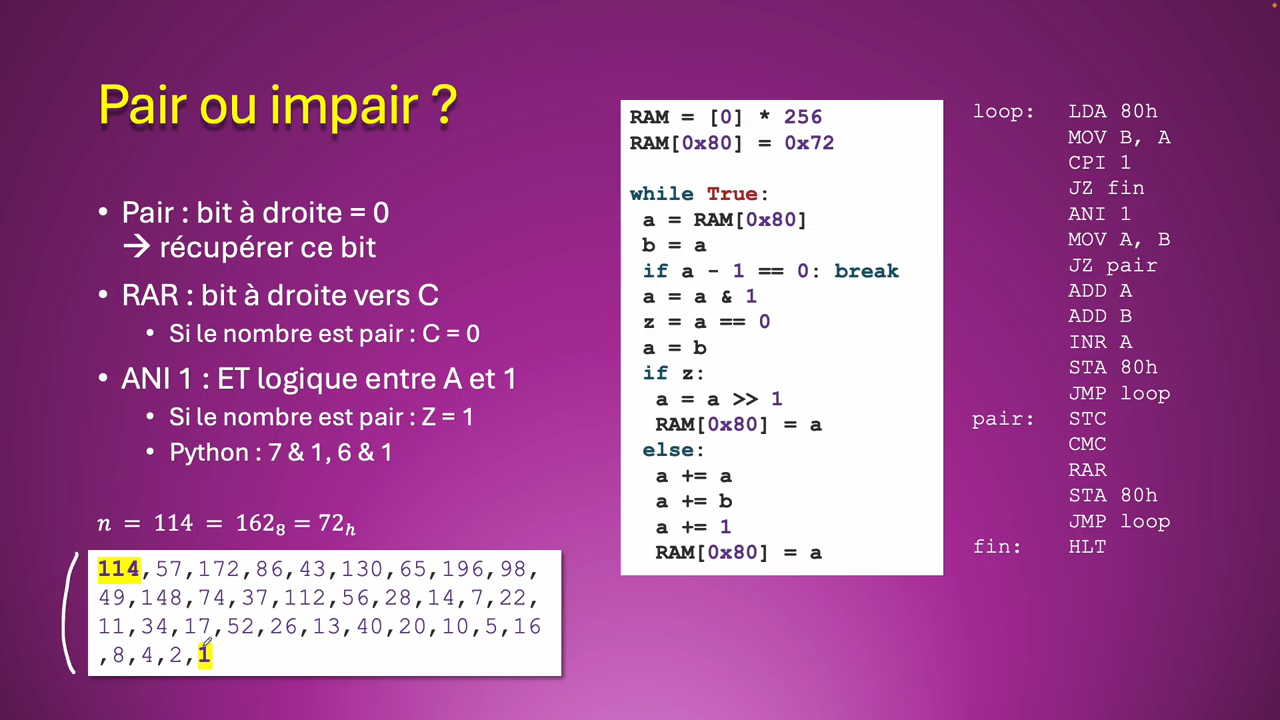 Pair ou impair ?
• Pair : bit à droite = 0
→ récupérer ce bit
• RAR : bit à droite vers C
• Si le nombre est pair : C = 0
• ANI 1 : ET logique entre A et 1
• Si le nombre est pair : Z = 1
• Python : 7 & 1, 6 & 1
n = 114 = 162₈ = 72ₕ
114,57,172,86,43,130,65,196,98,
49,148,74,37,112,56,28,14,7,22,
11,34,17,52,26,13,40,20,10,5,16
,8,4,2,1
RAM = [0] * 256
RAM[0x80] = 0x72
while True:
a = RAM[0x80]
b = a
if a - 1 == 0: break
a = a & 1
z = a == 0
a = b
if z:
a = a >> 1
RAM[0x80] = a
else:
a += a
a += b
a += 1
RAM[0x80] = a
loop: LDA 80h
MOV B, A
CPI 1
JZ fin
ANI 1
MOV A, B
JZ pair
ADD A
ADD B
INR A
STA 80h
JMP loop
pair: STC
CMC
RAR
STA 80h
JMP loop
fin: HLT